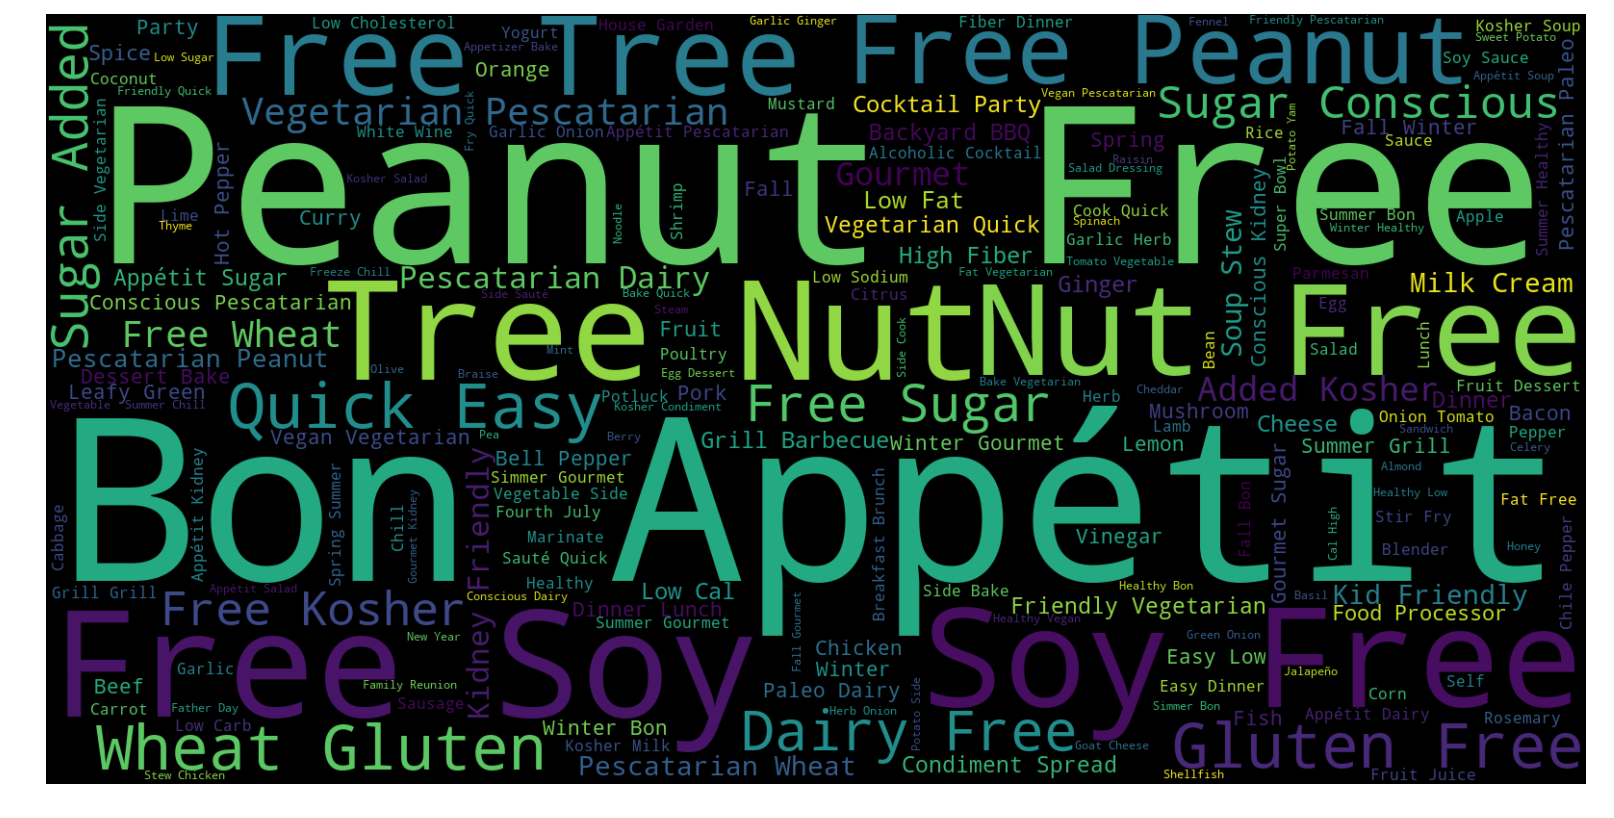 Party
Low Cholesterol
Free Tree
House Garden
Garlic Ginger
Free Peanut
Fiber Dinner
Fennel
Friendly Pescatarian
Kosher Soup
Sweet Potato
Spice
Low Sugar
Yogurt
Appetizer Bake
Orange
Soy Sauce
Appétit Soup
Coconut
Friendly Quick
Sugar Added
Side Vegetarian
Vegetarian Pescatarian
Fry Quick
Mustard
Cocktail Party
Vegan Pescatarian
Sugar Conscious
Potato Yam
Pescatarian Paleo
White Wine
Garlic Onion
Appétit Pescatarian
Backyard BBQ
Spring
Rice
Fall Winter
Sauce
Summer Healthy
Peanut Free
Hot Pepper
Kosher Salad
Alcoholic Cocktail
Raisin
Salad Dressing
Gourmet
Super Bowl
Lime
Thyme
Curry
Noodle
Shrimp
Fall
Low Fat
Vegetarian Quick
Cook Quick
Spinach
Garlic Herb
Tomato Vegetable
Summer Bon
Winter Healthy
Apple
High Fiber
Conscious Kidney
Soup Stew
Appétit Sugar
Freeze Chill
Pescatarian Dairy
Low Sodium
Fat Vegetarian
Ginger
Parmesan
Milk Cream
Conscious Pescatarian
Side Sauté
Bake Quick
Steam
Citrus
Egg
Free Wheat
Tree Nut
Nut Free
Fruit
Side Cook
Bean
Salad
Lunch
Pescatarian Peanut
Mint
Poultry
Olive
Braise
Egg Dessert
Dessert Bake
Leafy Green
Vegetable
Summer Chill
Quick Easy
Potluck
Pork
Kosher Condiment
Free Sugar
Bake Vegetarian
Herb
Cheddar
Added Kosher
Dinner
Fruit Dessert
Mushroom
Lamb
Cheese
Onion Tomato
Sandwich
Bacon
Pepper
Celery
Vegan Vegetarian
Pea
Berry
Grill Barbecue
Winter Gourmet
Lemon
Summer Grill
Bell Pepper
Simmer Gourmet
Vegetable Side
Almond
Healthy Low
Fat Free
Bon Appétit
Cabbage
Appétit Kidney
Spring Summer
Chill
Gourmet Kidney
Kidney Friendly
Fourth July
Marinate
Sauté Quick
Breakfast Brunch
Vinegar
Fall Bon
Gourmet Sugar
Cal High
Stir Fry
Blender
Honey
Chile Pepper
Grill Grill
Appétit Salad
Healthy
Conscious Dairy
Low Cal
Side Bake
Healthy Bon
Basil
Kid Friendly
Free Kosher
Dinner Lunch
Summer Gourmet
Friendly Vegetarian
Healthy Vegan
Food Processor
Free Soy
Soy Free
New Year
Fall Gourmet
Chicken
Winter
Green Onion
Easy Low
Jalapeño
Garlic
Beef
Carrot
Family Reunion
Father Day
Sausage
Paleo Dairy
Easy Dinner
Self
Corn
Low Carb
Herb Onion
Potato Side
Simmer Bon
Wheat Gluten
Winter Bon
Kosher Milk
Dairy Free
Goat Cheese
Fish
Appétit Dairy
Rosemary
Gluten Free
Stew Chicken
Pescatarian Wheat
Condiment Spread
Shellfish
Fruit Juice